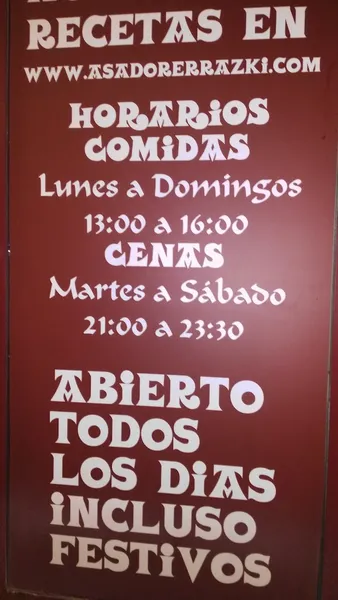 RECETAS EN
WWW.ASADORERRAZKI.COM
HORARIOS
COMIDAS
Lunes a Domingos
13:00 a 16:00
CENAS
Martes a Sábado
21:00 a 23:30
ABIERTO
TODOS
LOS DIAS
INCLUSO
FESTIVOS